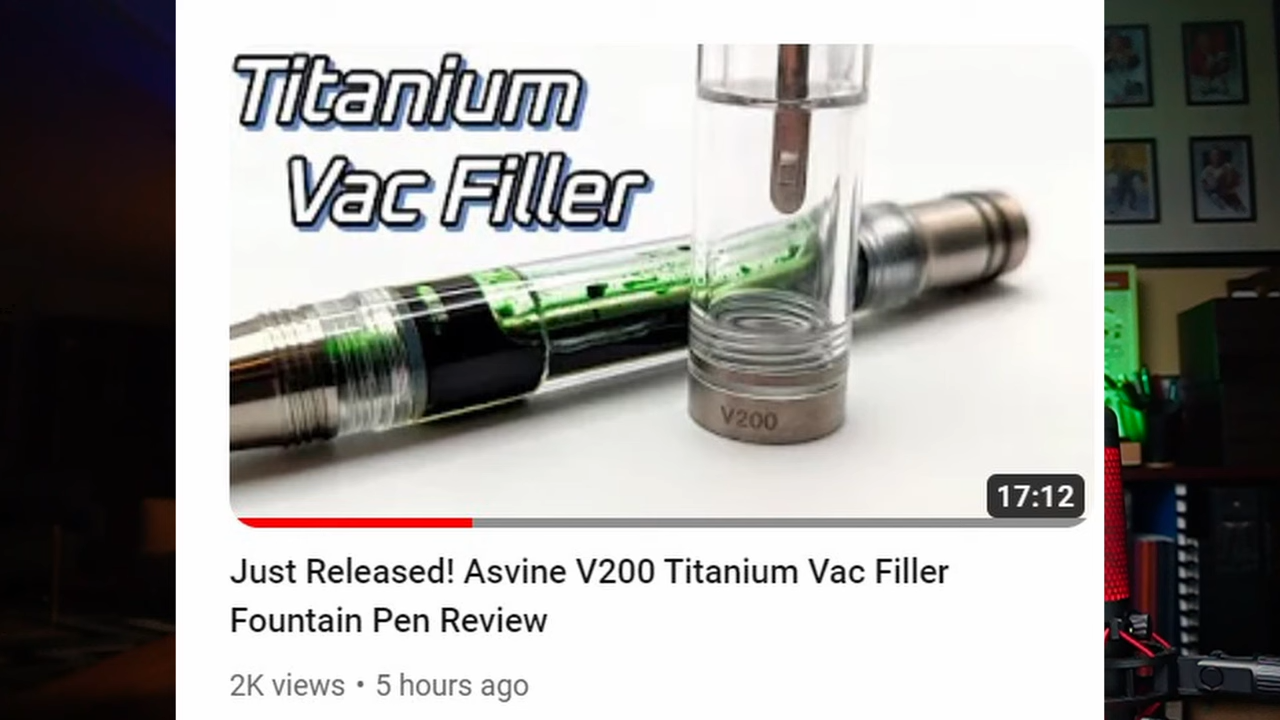 Titanium
Vac Filler
V200
17:12
Just Released! Asvine V200 Titanium Vac Filler
Fountain Pen Review
2K views • 5 hours ago